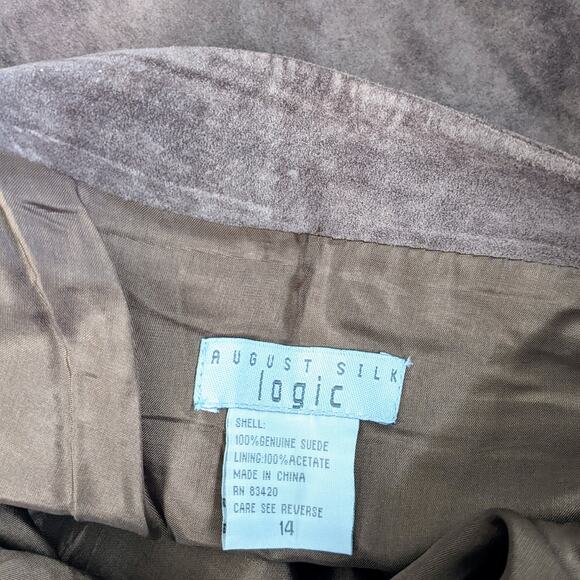 AUGUST SILK
logic
SHELL:
100%GENUINE SUEDE
LINING:100%ACETATE
MADE IN CHINA
RN 83420
CARE SEE REVERSE
14